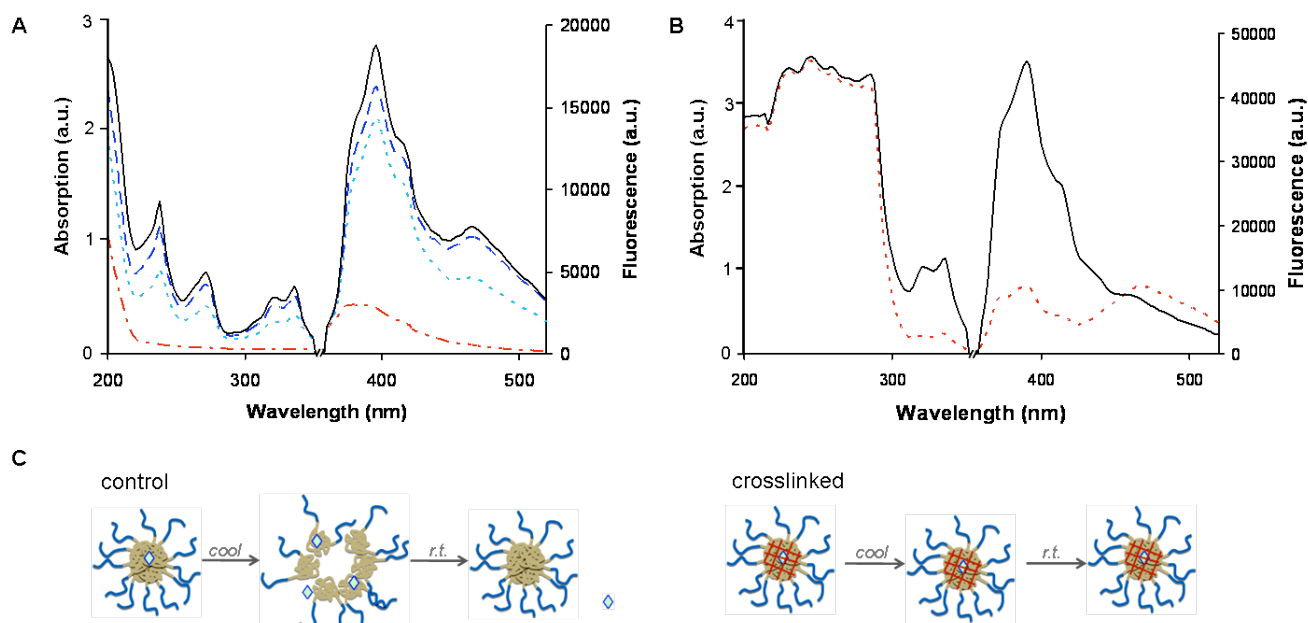 A
B
3
2
1
0
Absorption (a.u.)
20000
15000
10000
5000
0
Fluorescence (a.u.)
200
300
400
500
Wavelength (nm)
4
3
2
1
0
Absorption (a.u.)
50000
40000
30000
20000
10000
0
Fluorescence (a.u.)
200
300
400
500
Wavelength (nm)
C
control
cool
r.t.
crosslinked
cool
r.t.